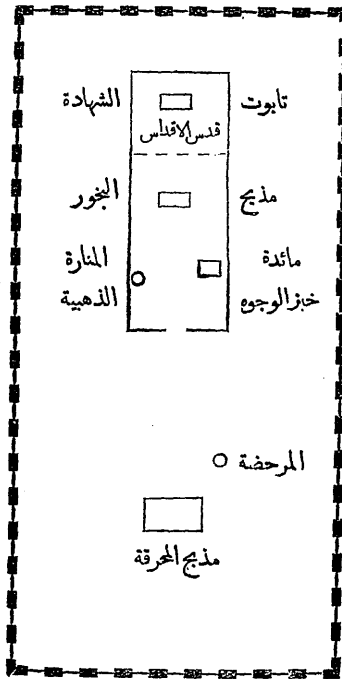 تابوت الشهادة
قدس الاقداس
مذبح البخور
مائدة
خبز الوجوه
المنارة
الذهبية
المرحضة
مذبح المحرقة